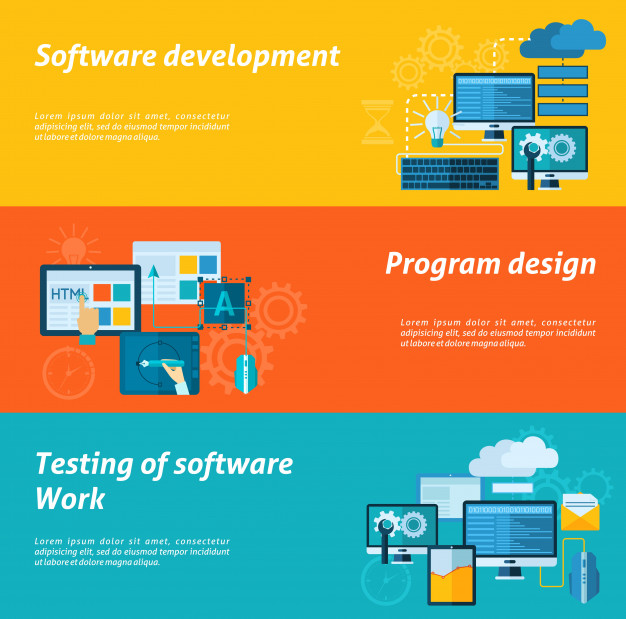 Software development
Lorem ipsum dolor sit amet, consectetur
adipisicing elit, sed do eiusmod tempor incididunt
ut labore et dolore magna aliqua.
HTML
A
Program design
Lorem ipsum dolor sit amet, consectetur
adipisicing elit, sed do eiusmod tempor incididunt
ut labore et dolore magna aliqua.
Testing of software
Work
Lorem ipsum dolor sit amet, consectetur
adipisicing elit, sed do eiusmod tempor incididunt
ut labore et dolore magna aliqua.